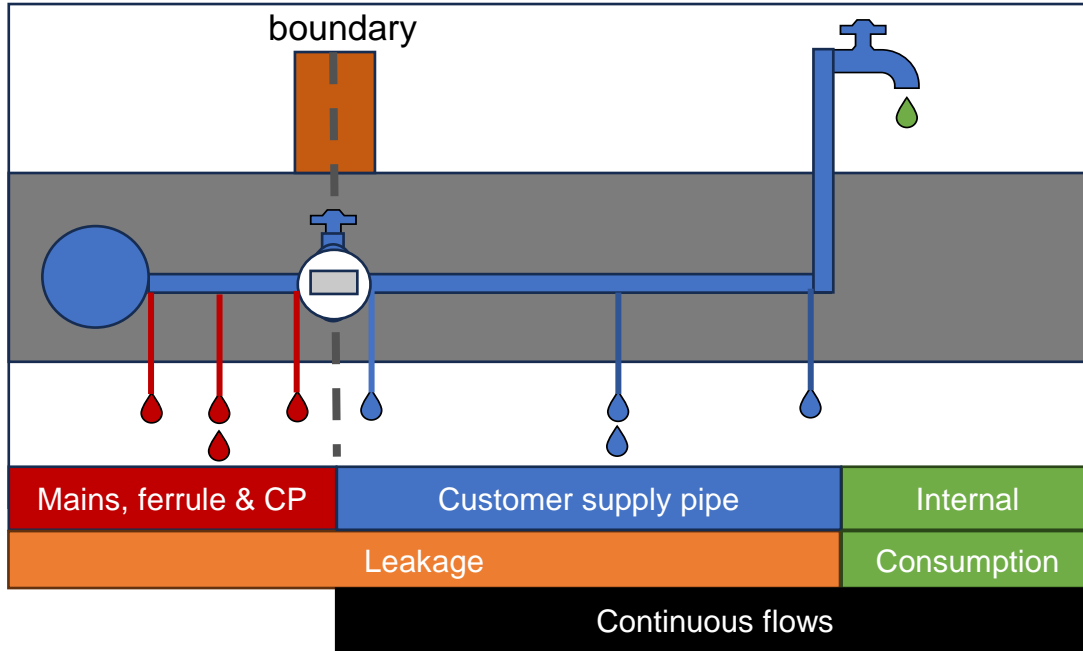 boundary
Mains, ferrule & CP
Customer supply pipe
Internal
Leakage
Consumption
Continuous flows